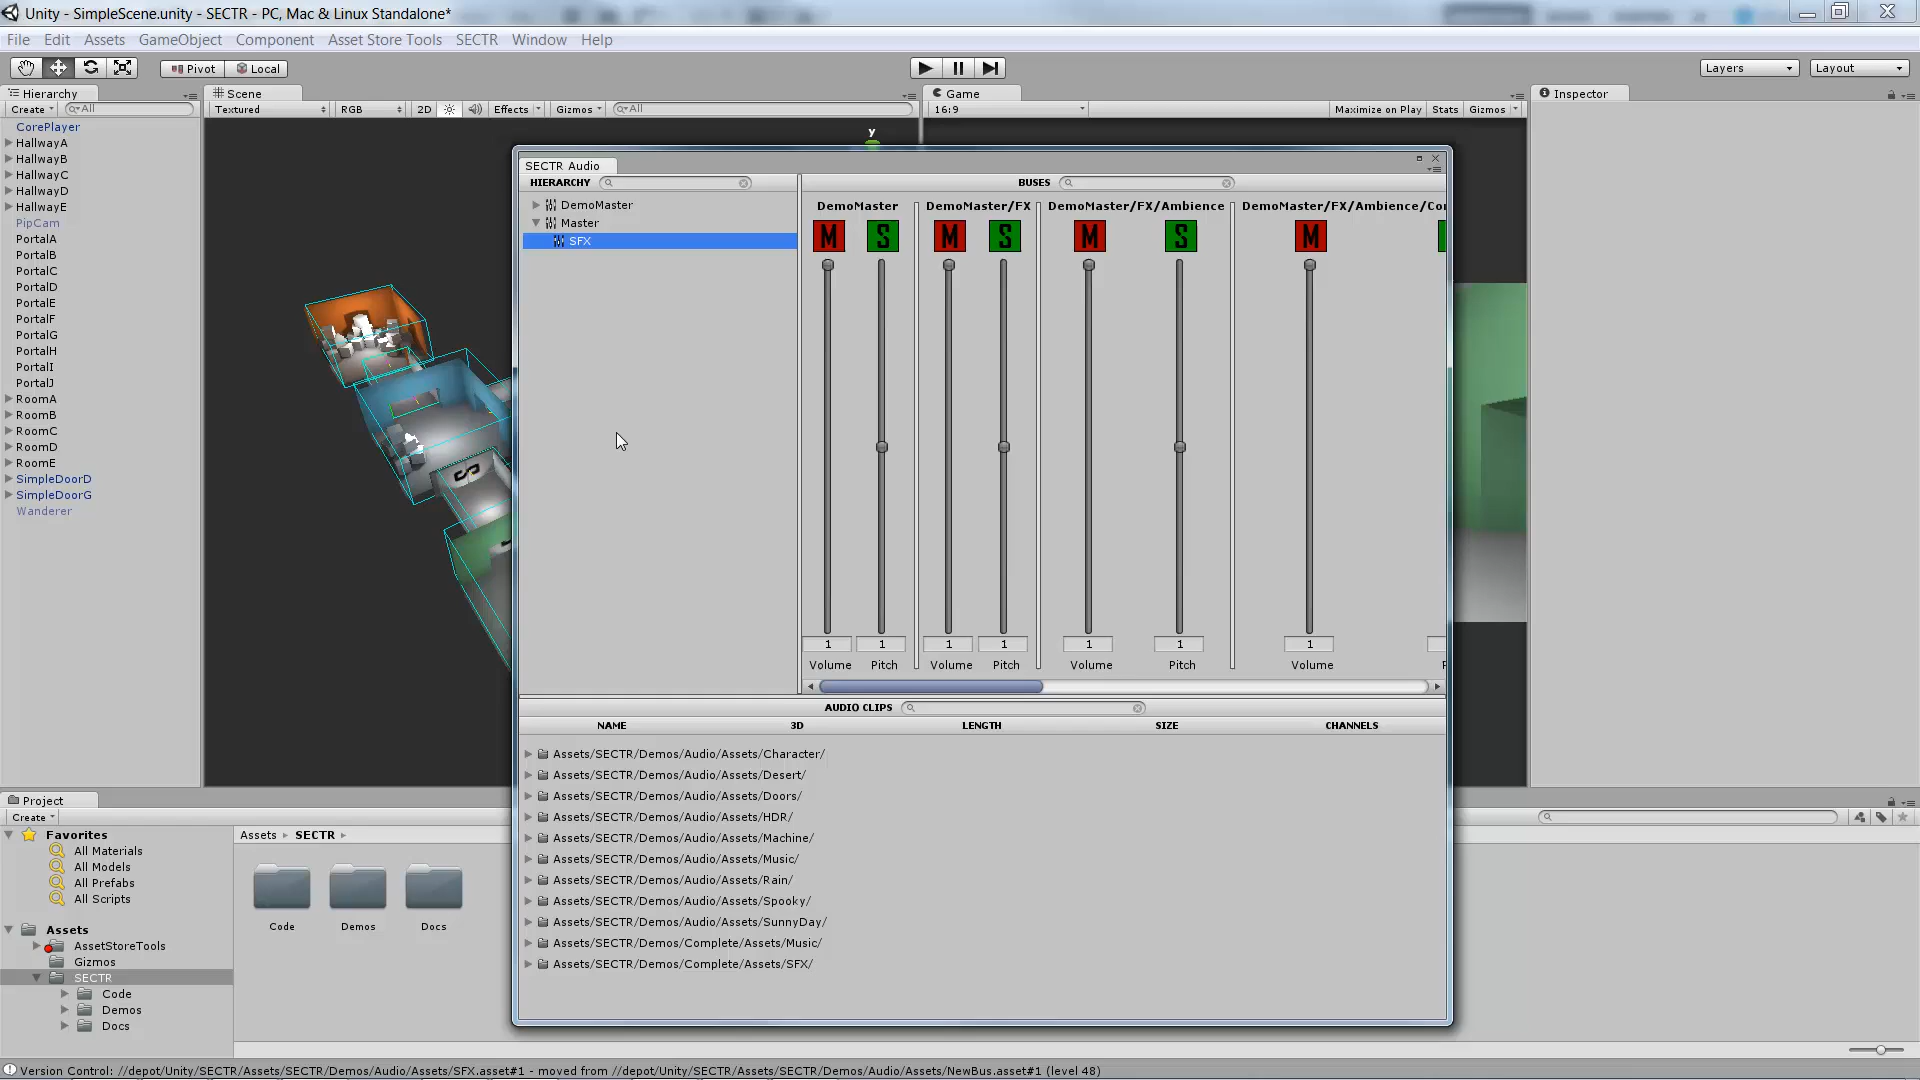 Unity - SimpleScene.unity - SECTR - PC, Mac & Linux Standalone*
File Edit Assets GameObject Component Asset Store Tools SECTR Window Help
Pivot Local Layers Layout
Hierarchy
Create All
CorePlayer
HallwayA
HallwayB
HallwayC
HallwayD
HallwayE
PipCam
PortalA
PortalB
PortalC
PortalD
PortalE
PortalF
PortalG
PortalH
PortalI
PortalJ
RoomA
RoomB
RoomC
RoomD
RoomE
SimpleDoorD
SimpleDoorG
Wanderer
Scene
Textured RGB 2D Effects Gizmos All
y
Game
16:9 Maximize on Play Stats Gizmos
Inspector
SECTR Audio
HIERARCHY
DemoMaster
Master
SFX
BUSES
DemoMaster DemoMaster/FX DemoMaster/FX/Ambience DemoMaster/FX/Ambience/Cor
M S M S M S M
1 1 1 1 1 1 1
Volume Pitch Volume Pitch Volume Pitch Volume
AUDIO CLIPS
NAME 3D LENGTH SIZE CHANNELS
Assets/SECTR/Demos/Audio/Assets/Character/
Assets/SECTR/Demos/Audio/Assets/Desert/
Assets/SECTR/Demos/Audio/Assets/Doors/
Assets/SECTR/Demos/Audio/Assets/HDR/
Assets/SECTR/Demos/Audio/Assets/Machine/
Assets/SECTR/Demos/Audio/Assets/Music/
Assets/SECTR/Demos/Audio/Assets/Rain/
Assets/SECTR/Demos/Audio/Assets/Spooky/
Assets/SECTR/Demos/Audio/Assets/SunnyDay/
Assets/SECTR/Demos/Complete/Assets/Music/
Assets/SECTR/Demos/Complete/Assets/SFX/
Project
Create
Favorites
All Materials
All Models
All Prefabs
All Scripts
Assets
AssetStoreTools
Gizmos
SECTR
Code
Demos
Docs
Assets SECTR
Code Demos Docs
Version Control: //depot/Unity/SECTR/Assets/SECTR/Demos/Audio/Assets/SFX.asset#1 - moved from //depot/Unity/SECTR/Assets/SECTR/Demos/Audio/Assets/NewBus.asset#1 (level 48)